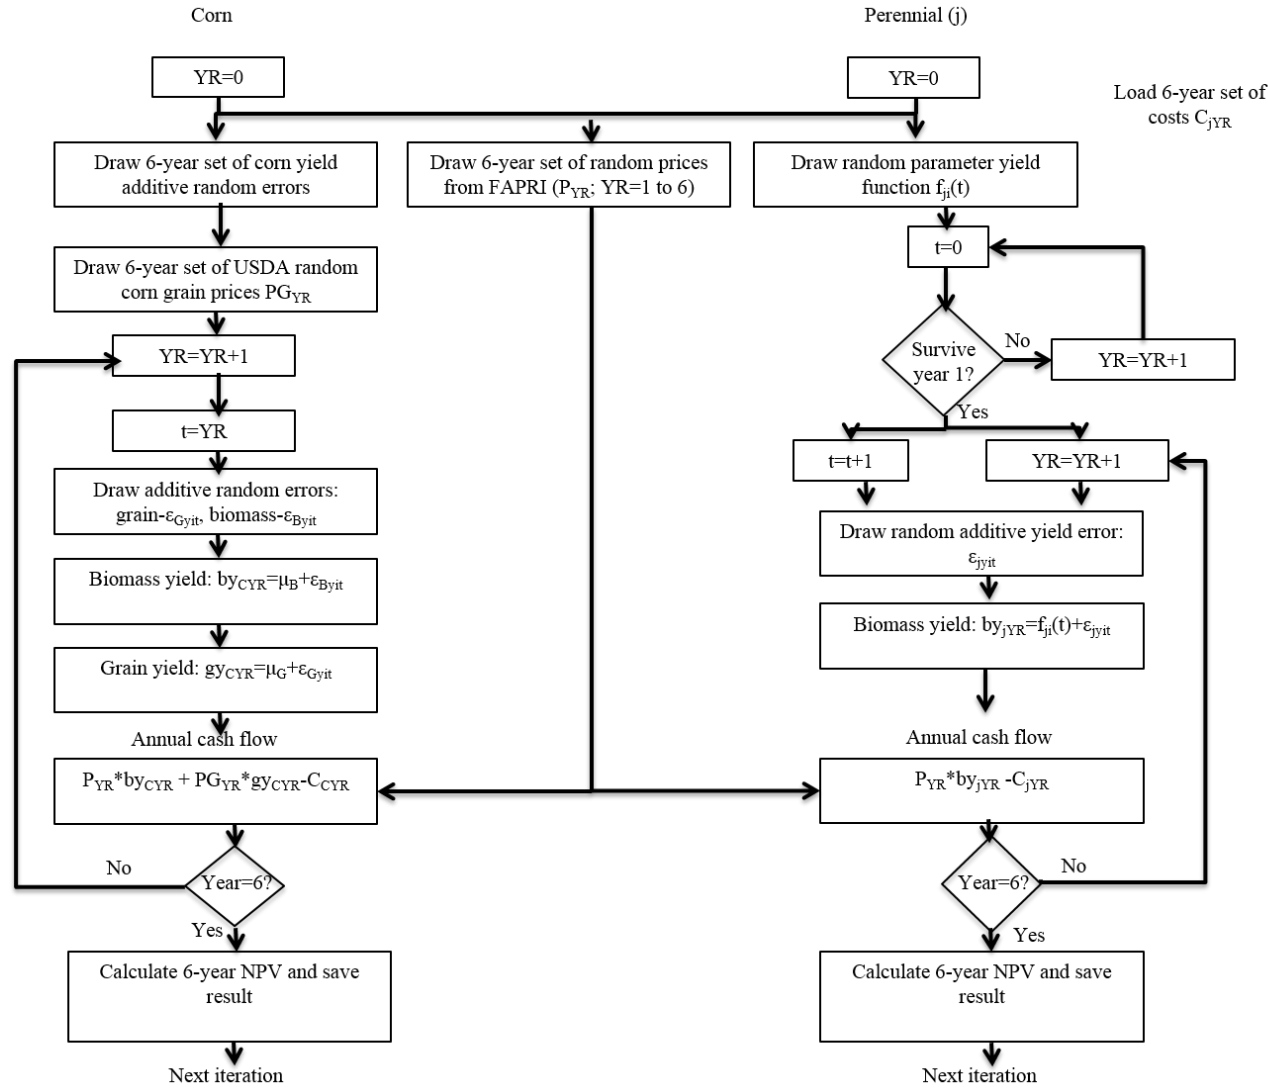 Corn
Perennial (j)
YR=0
YR=0
Load 6-year set of
costs CjYR
Draw 6-year set of corn yield
additive random errors
Draw 6-year set of random prices
from FAPRI (PYR; YR=1 to 6)
Draw random parameter yield
function fji(t)
t=0
Draw 6-year set of USDA random
corn grain prices PGYR
YR=YR+1
Survive
year 1?
No
YR=YR+1
Yes
t=YR
t=t+1
YR=YR+1
Draw additive random errors:
grain-εGyit, biomass-εByit
Draw random additive yield error:
εjyit
Biomass yield: byCYR=μB+εByit
Biomass yield: byjYR=fji(t)+εjyit
Grain yield: gyCYR=μG+εGyit
Annual cash flow
Annual cash flow
PYR*byCYR + PGYR*gyCYR-CCYR
PYR*byjYR -CjYR
No
Year=6?
Year=6?
No
Yes
Yes
Calculate 6-year NPV and save
result
Calculate 6-year NPV and save
result
Next iteration
Next iteration